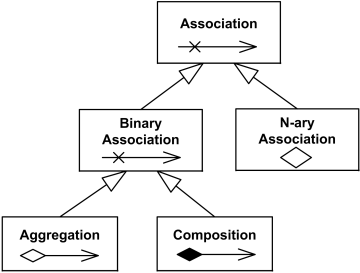 Association
Binary
Association
N-ary
Association
Aggregation
Composition